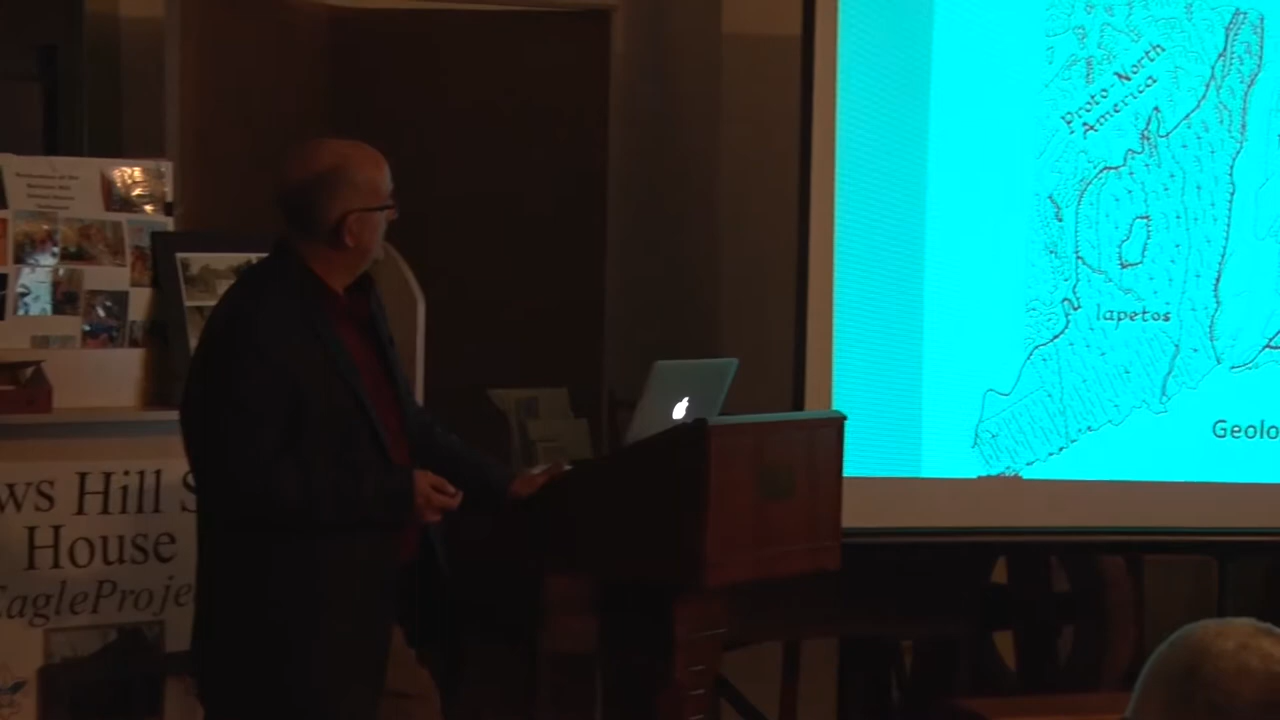 Proto-North
America
Iapetos
Geolo
ws Hill S
House
EagleProje